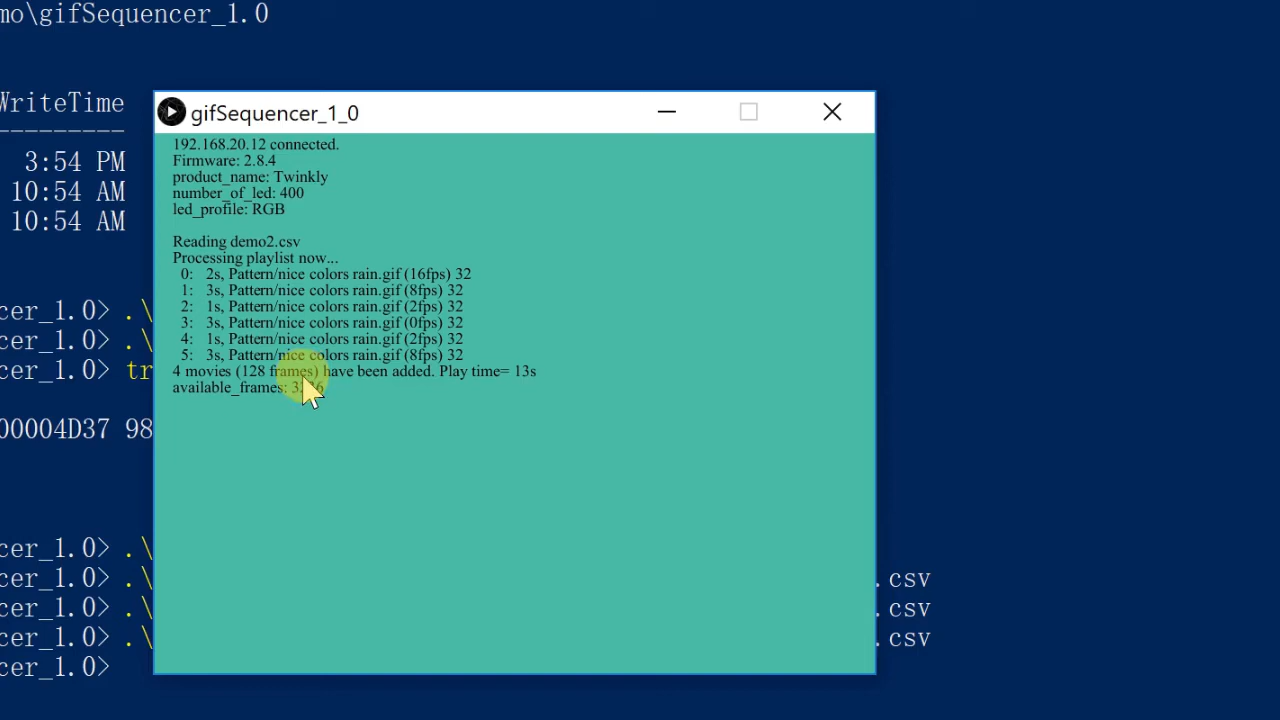 mo\gifSequencer_1.0
WriteTime
---------
3:54 PM
10:54 AM
10:54 AM
cer_1.0> .\
cer_1.0> .\
cer_1.0> tr
00004D37 98
cer_1.0> .\
cer_1.0> .\ .csv
cer_1.0> .\ .csv
cer_1.0> .\ .csv
cer_1.0>
gifSequencer_1_0
192.168.20.12 connected.
Firmware: 2.8.4
product_name: Twinkly
number_of_led: 400
led_profile: RGB
Reading demo2.csv
Processing playlist now...
0: 2s, Pattern/nice colors rain.gif (16fps) 32
1: 3s, Pattern/nice colors rain.gif (8fps) 32
2: 1s, Pattern/nice colors rain.gif (2fps) 32
3: 3s, Pattern/nice colors rain.gif (0fps) 32
4: 1s, Pattern/nice colors rain.gif (2fps) 32
5: 3s, Pattern/nice colors rain.gif (8fps) 32
4 movies (128 frames) have been added. Play time= 13s
available_frames: